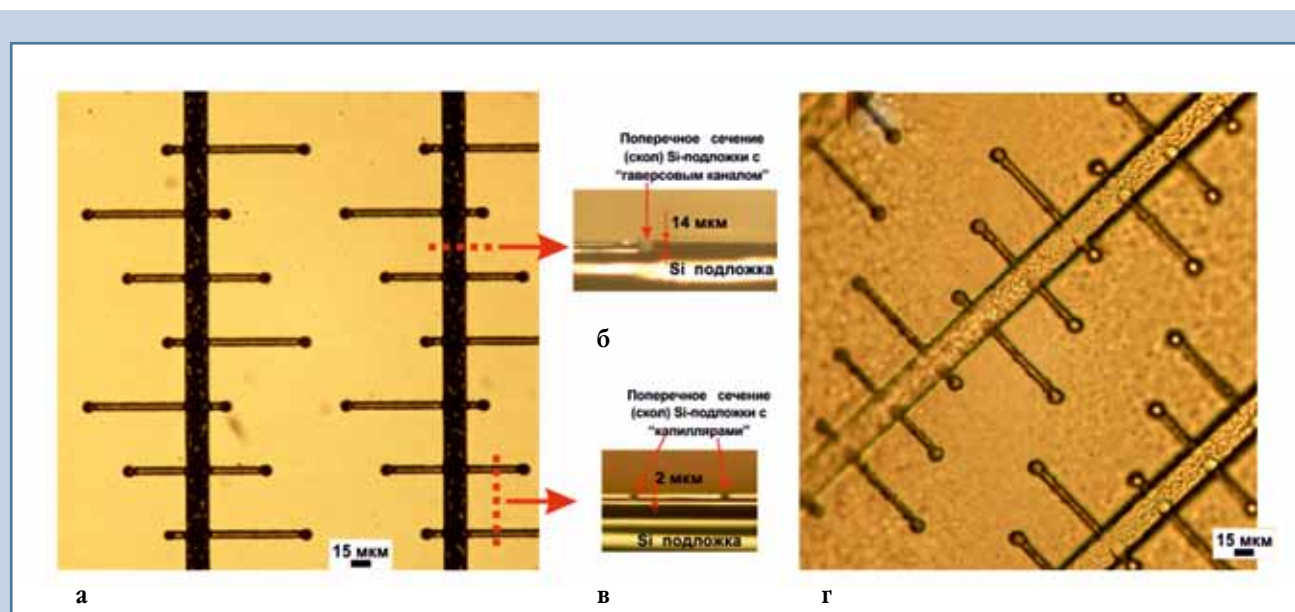 Поперечное сечение
(скол) Si-подложки с
“гаверсовым каналом”
14 мкм
Si подложка
б
Поперечное сечение
(скол) Si-подложки с
“капиллярами”
2 мкм
Si подложка
15 мкм
15 мкм
а
в
г